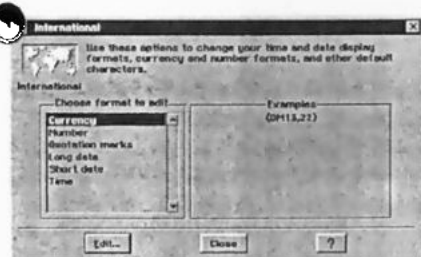 International
Use these options to change your time and date display
formats, currency and number formats, and other default
characters.
International
Choose format to edit
Currency
Number
Quotation marks
Long date
Short date
Time
Examples
(DM13,22)
Edit...
Close
?